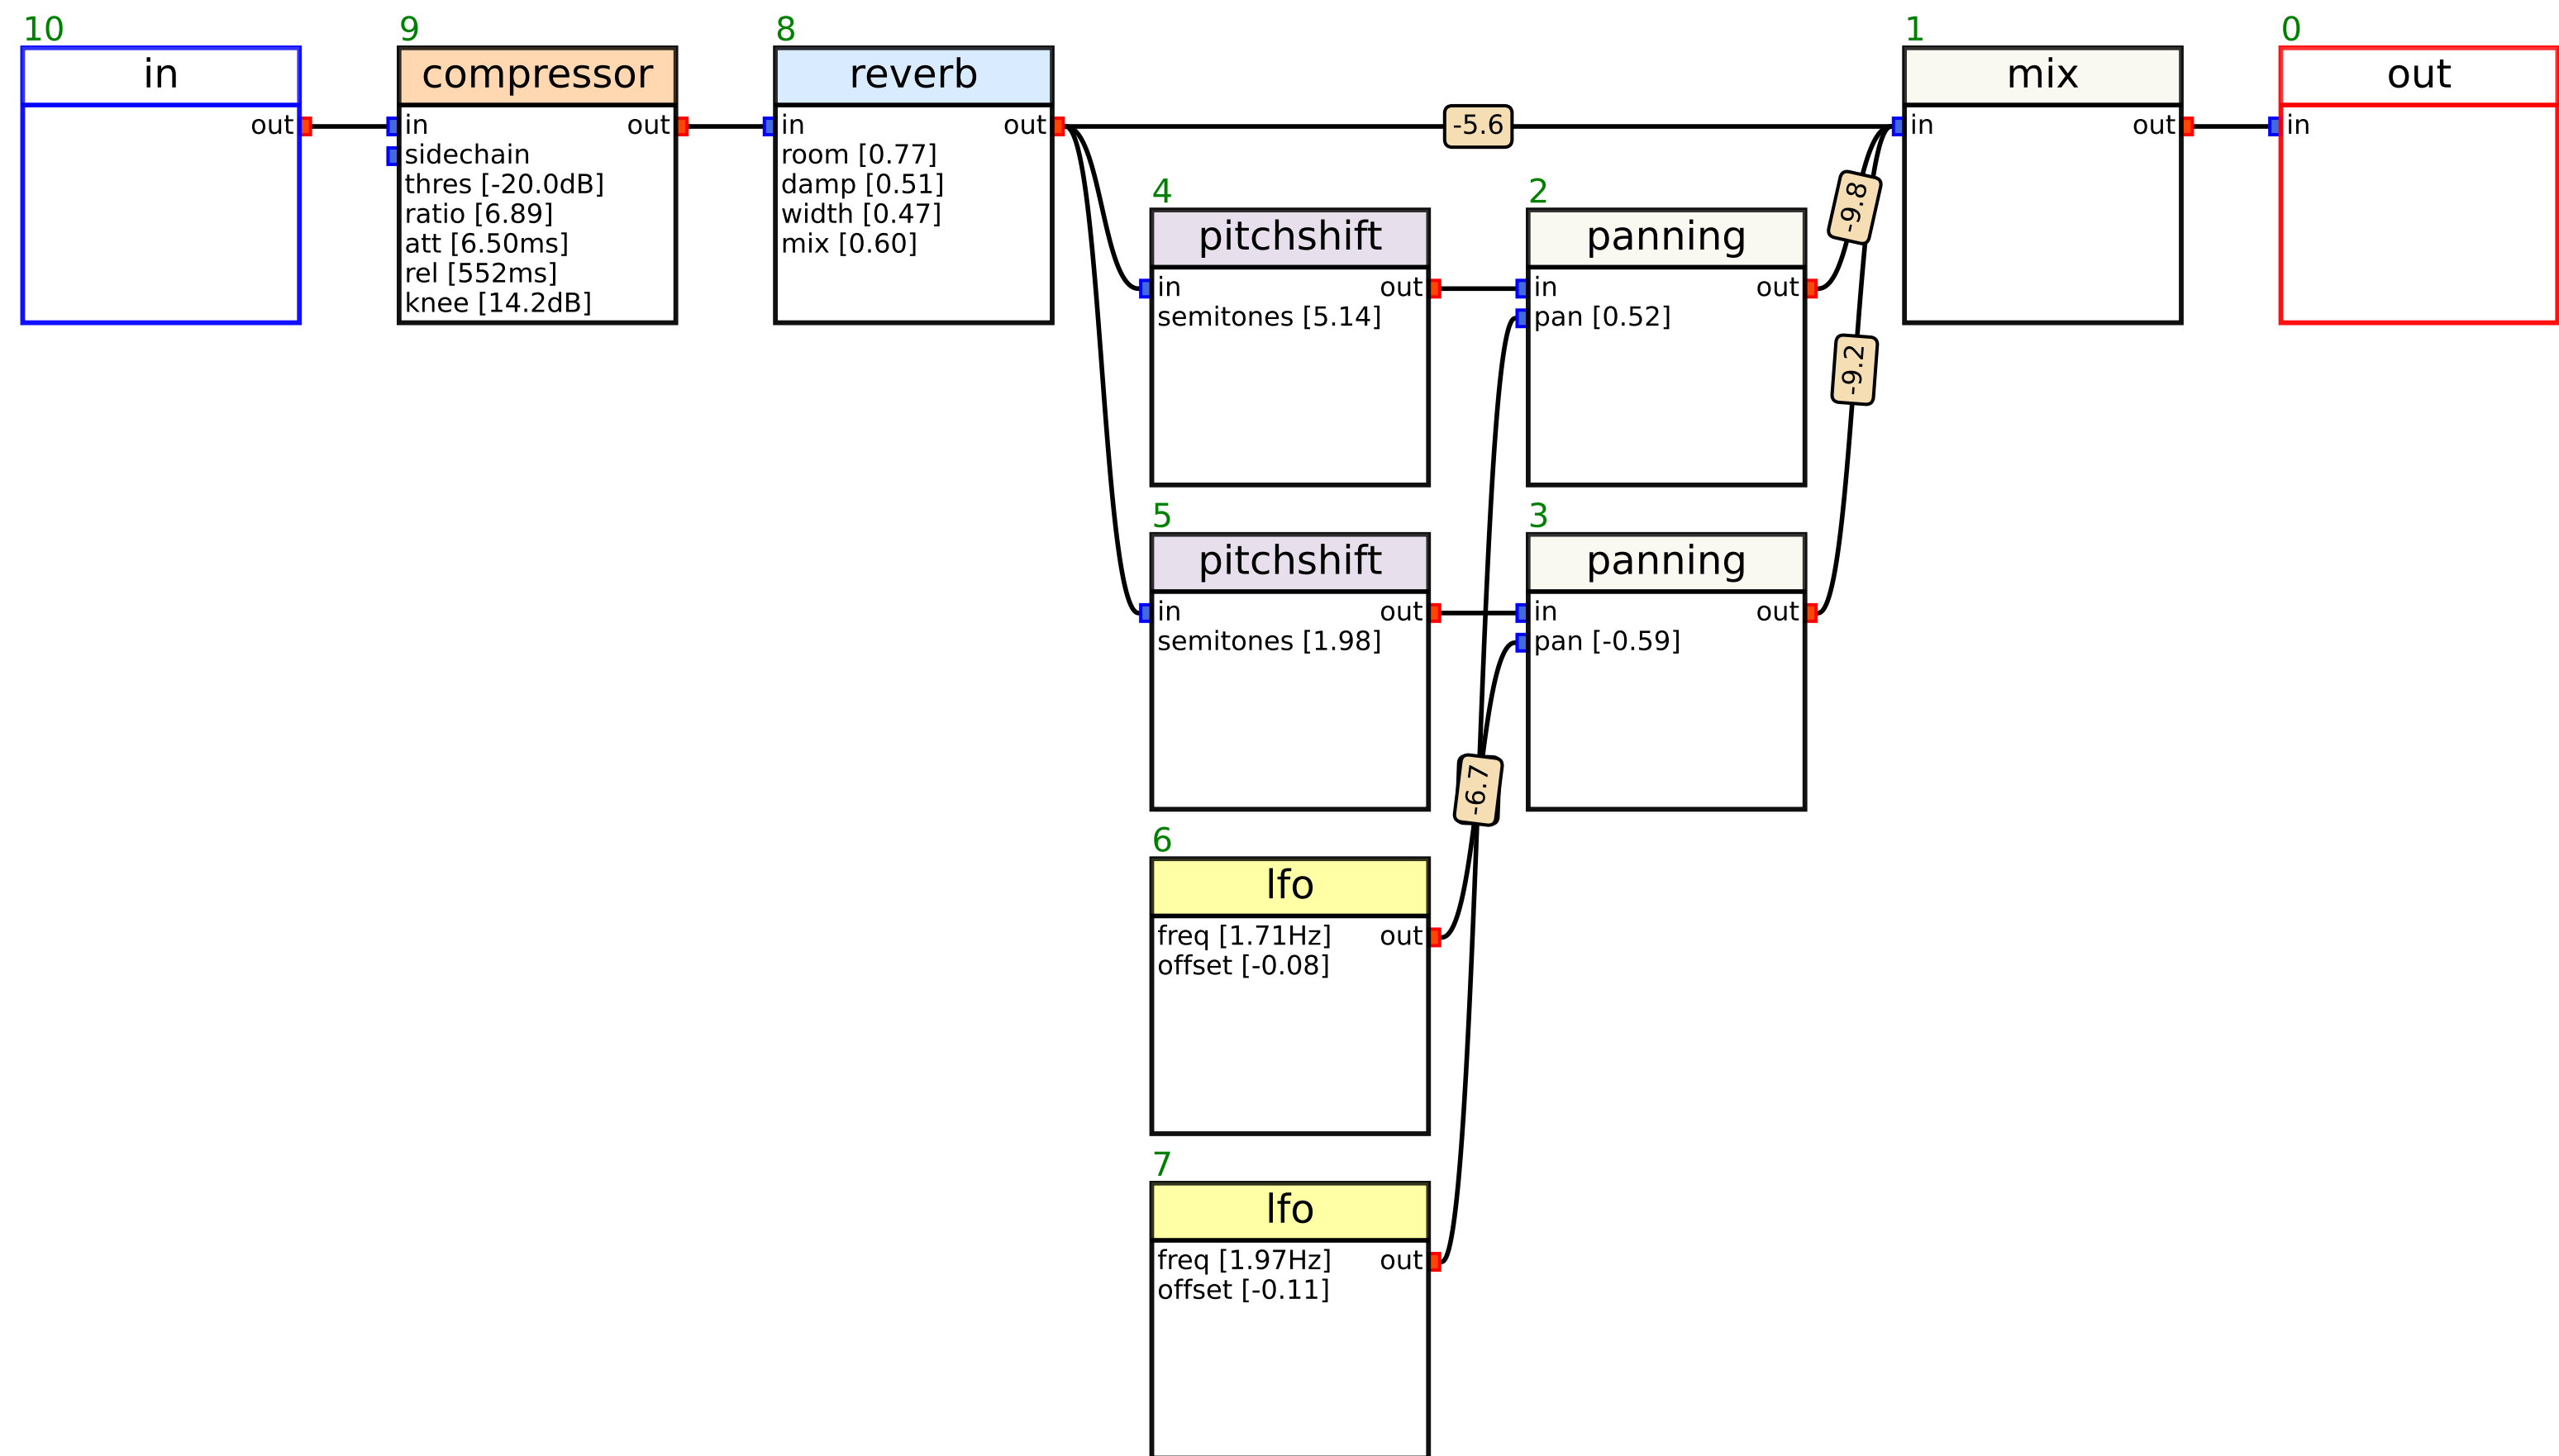 10
in
out
9
compressor
in out
sidechain
thres [-20.0dB]
ratio [6.89]
att [6.50ms]
rel [552ms]
knee [14.2dB]
8
reverb
in out
room [0.77]
damp [0.51]
width [0.47]
mix [0.60]
-5.6
1
mix
in out
0
out
in
4
pitchshift
in out
semitones [5.14]
2
panning
in out
pan [0.52]
-9.8
-9.2
5
pitchshift
in out
semitones [1.98]
3
panning
in out
pan [-0.59]
-6.7
6
lfo
freq [1.71Hz] out
offset [-0.08]
7
lfo
freq [1.97Hz] out
offset [-0.11]